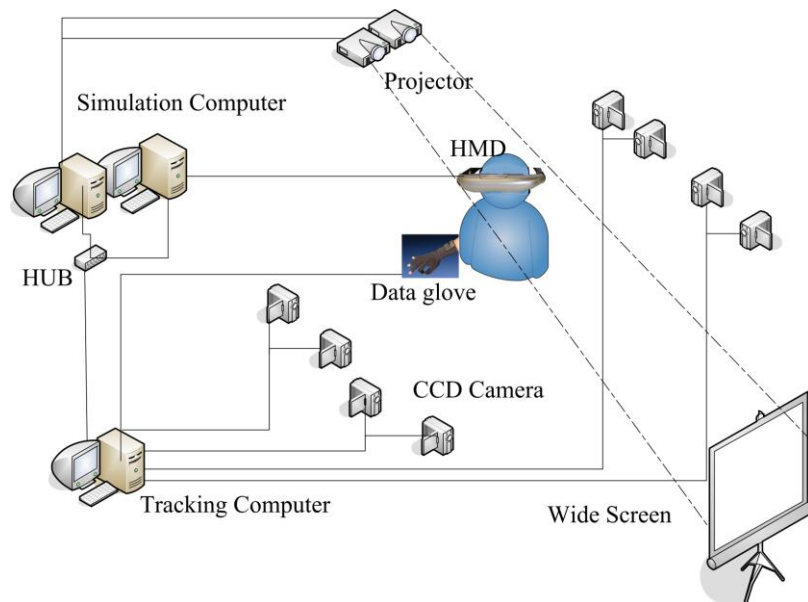 Projector
Simulation Computer
HMD
HUB
Data glove
CCD Camera
Tracking Computer
Wide Screen